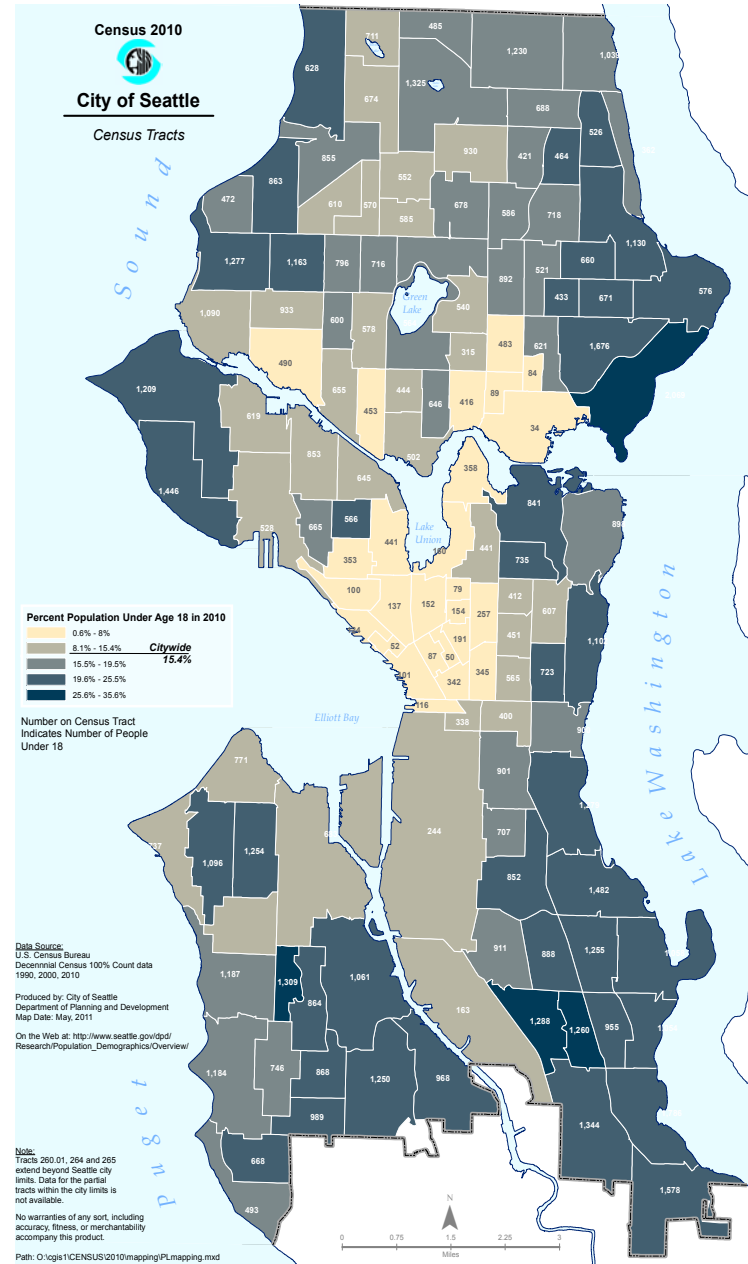 Census 2010
City of Seattle
Census Tracts
711
485
1,230
628
1,325
674
688
526
855
930
421
464
863
552
472
610
570
585
678
586
718
1,130
1,277
1,163
796
716
892
521
660
576
433
671
Green
Lake
1,090
933
600
578
540
315
483
621
1,676
490
84
1,209
655
444
646
416
89
453
34
619
502
853
358
645
1,446
841
566
665
528
441
Lake
Union
441
735
353
100
137
152
79
154
257
412
607
451
191
52
87
50
342
345
565
723
116
338
400
Sound
Lake Washington
Puget
Elliott Bay
Percent Population Under Age 18 in 2010
0.6% - 8%
8.1% - 15.4%
Citywide
15.4%
15.5% - 19.5%
19.6% - 25.5%
25.6% - 35.6%
Number on Census Tract
Indicates Number of People
Under 18
771
901
244
707
1,096
1,254
852
1,482
911
888
1,255
1,187
1,309
864
1,061
163
1,288
1,260
955
1,184
746
868
1,250
968
989
1,344
668
1,578
493
Data Source:
U.S. Census Bureau
Decennnial Census 100% Count data
1990, 2000, 2010
Produced by: City of Seattle
Department of Planning and Development
Map Date: May, 2011
On the Web at: http://www.seattle.gov/dpd/
Research/Population_Demographics/Overview/
Note:
Tracts 260.01, 264 and 265
extend beyond Seattle city
limits. Data for the partial
tracts within the city limits is
not available.
No warranties of any sort, including
accuracy, fitness, or merchantability
accompany this product.
Path: O:\cgis1\CENSUS\2010\mapping\PLmapping.mxd
N
0 0.75 1.5 2.25 3
Miles